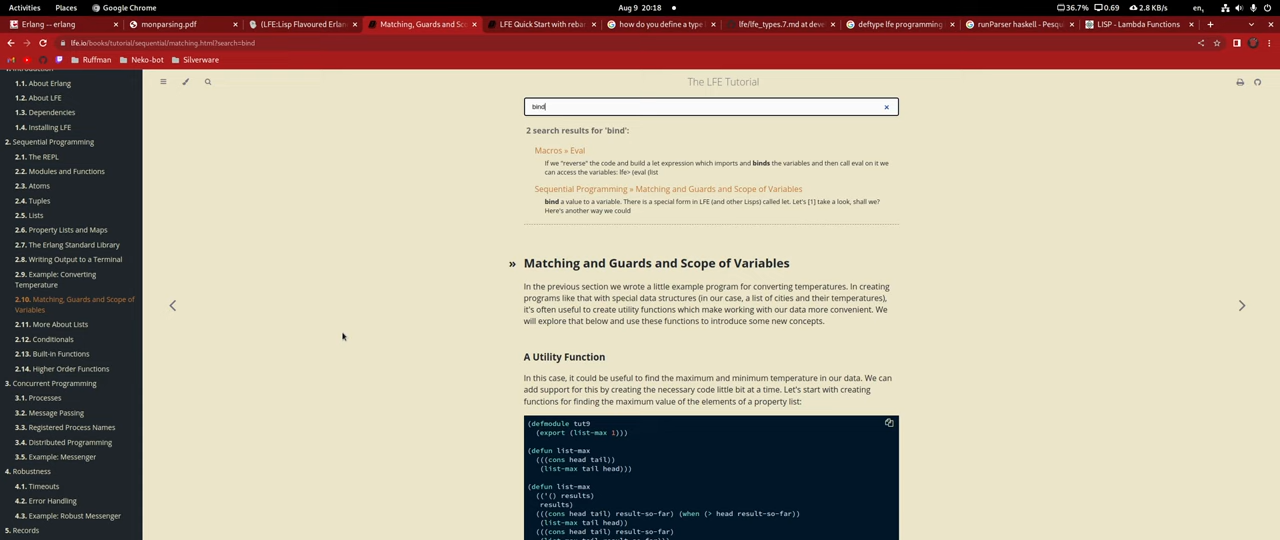 Activities Places Google Chrome Aug 9 20:18 36.7% 0.69 2.8 KB/s en
Erlang -- erlang monparsing.pdf (LFE:Lisp Flavoured Erlan Matching, Guards and Sco LFE QuickStart with rebar how do you define a type lfe/lfe_types.7.md at deve deftype lfe programming runParser haskell - Pesqu LISP - Lambda Functions
lfe.io/books/tutorial/sequential/matching.html?search=bind
Ruffman Neko-bot Silverware
1.1. About Erlang
1.2. About LFE
1.3. Dependencies
1.4. Installing LFE
2. Sequential Programming
2.1. The REPL
2.2. Modules and Functions
2.3. Atoms
2.4. Tuples
2.5. Lists
2.6. Property Lists and Maps
2.7. The Erlang Standard Library
2.8. Writing Output to a Terminal
2.9. Example: Converting
Temperature
2.10. Matching, Guards and Scope of
Variables
2.11. More About Lists
2.12. Conditionals
2.13. Built-in Functions
2.14. Higher Order Functions
3. Concurrent Programming
3.1. Processes
3.2. Message Passing
3.3. Registered Process Names
3.4. Distributed Programming
3.5. Example: Messenger
4. Robustness
4.1. Timeouts
4.2. Error Handling
4.3. Example: Robust Messenger
5. Records
The LFE Tutorial
bind
2 search results for 'bind':
Macros » Eval
If we "reverse" the code and build a let expression which imports and binds the variables and then call eval on it we
can access the variables: lfe> (eval (list
Sequential Programming » Matching and Guards and Scope of Variables
bind a value to a variable. There is a special form in LFE (and other Lisps) called let. Let's [1] take a look, shall we?
Here's another way we could
» Matching and Guards and Scope of Variables
In the previous section we wrote a little example program for converting temperatures. In creating
programs like that with special data structures (in our case, a list of cities and their temperatures),
it's often useful to create utility functions which make working with our data more convenient. We
will explore that below and use these functions to introduce some new concepts.
A Utility Function
In this case, it could be useful to find the maximum and minimum temperature in our data. We can
add support for this by creating the necessary code little bit at a time. Let's start with creating
functions for finding the maximum value of the elements of a property list:
(defmodule tut9
(export (list-max 1)))
(defun list-max
(((cons head tail))
(list-max tail head)))
(defun list-max
(('() results)
results)
(((cons head tail) result-so-far) (when (> head result-so-far))
(list-max tail head))
(((cons head tail) result-so-far)